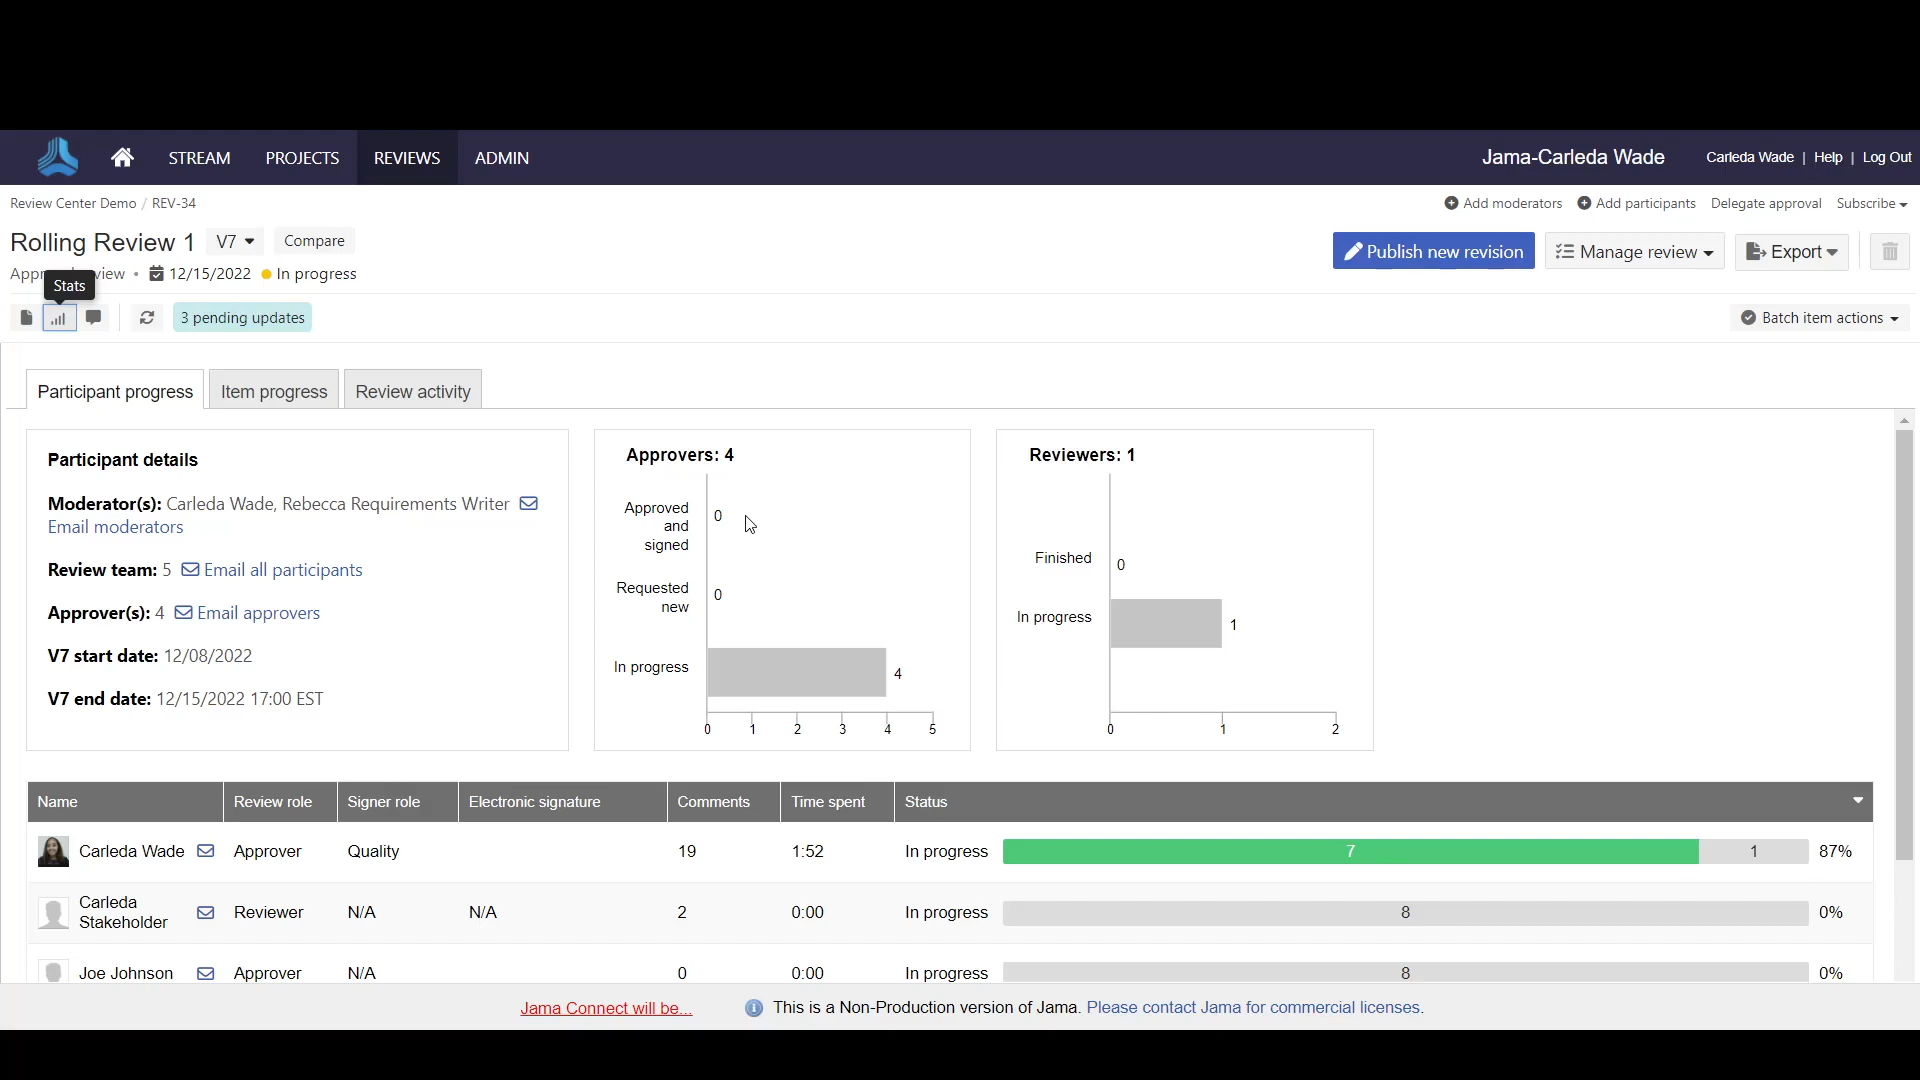 STREAM PROJECTS REVIEWS ADMIN Jama-Carleda Wade Carleda Wade | Help | Log Out
Review Center Demo / REV-34 Add moderators Add participants Delegate approval Subscribe
Rolling Review 1 V7 Compare Publish new revision Manage review Export
view • 12/15/2022 In progress
Stats
3 pending updates Batch item actions
Participant progress Item progress Review activity
Participant details
Moderator(s): Carleda Wade, Rebecca Requirements Writer
Email moderators
Review team: 5 Email all participants
Approver(s): 4 Email approvers
V7 start date: 12/08/2022
V7 end date: 12/15/2022 17:00 EST
Approvers: 4
Approved
and
signed
0
Requested
new
0
In progress
4
0 1 2 3 4 5
Reviewers: 1
Finished
0
In progress
1
0 1 2
Name Review role Signer role Electronic signature Comments Time spent Status
Carleda Wade Approver Quality 19 1:52 In progress 7 1 87%
Carleda
Stakeholder Reviewer N/A N/A 2 0:00 In progress 8 0%
Joe Johnson Approver N/A 0 0:00 In progress 8 0%
Jama Connect will be... This is a Non-Production version of Jama. Please contact Jama for commercial licenses.